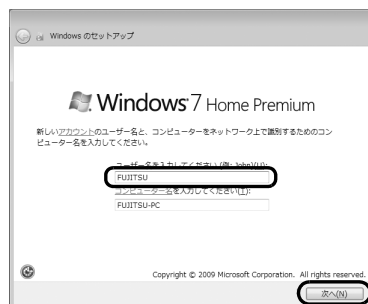 Windows のセットアップ
Windows 7 Home Premium
新しいアカウントのユーザー名と、コンピューターをネットワーク上で識別するためのコン
ピューター名を入力してください。
ユーザー名を入力してください (例: John)(U):
FUJITSU
コンピューター名を入力してください(T):
FUJITSU-PC
Copyright © 2009 Microsoft Corporation. All rights reserved.
次へ(N)